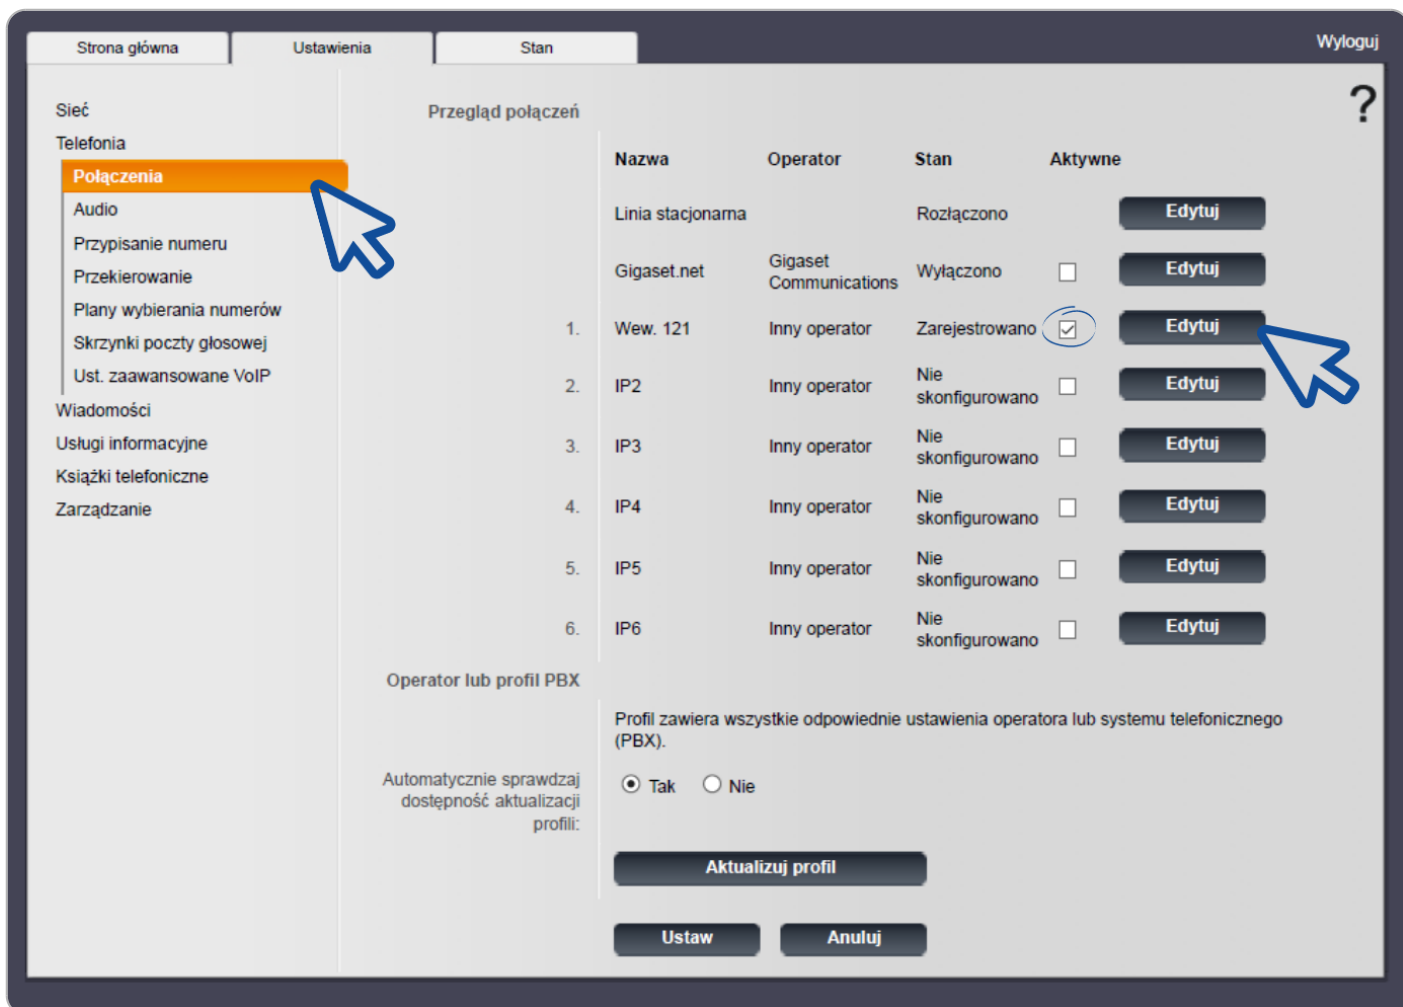 Strona główna
Ustawienia
Stan
Wyloguj
Sieć
Telefonia
Połączenia
Audio
Przypisanie numeru
Przekierowanie
Plany wybierania numerów
Skrzynki poczty głosowej
Ust. zaawansowane VoIP
Wiadomości
Usługi informacyjne
Książki telefoniczne
Zarządzanie
Przegląd połączeń
?
Nazwa Operator Stan Aktywne
Linia stacjonarna Rozłączono Edytuj
Gigaset.net Gigaset
Communications Wyłączono Edytuj
1. Wew. 121 Inny operator Zarejestrowano Edytuj
2. IP2 Inny operator Nie
skonfigurowano Edytuj
3. IP3 Inny operator Nie
skonfigurowano Edytuj
4. IP4 Inny operator Nie
skonfigurowano Edytuj
5. IP5 Inny operator Nie
skonfigurowano Edytuj
6. IP6 Inny operator Nie
skonfigurowano Edytuj
Operator lub profil PBX
Profil zawiera wszystkie odpowiednie ustawienia operatora lub systemu telefonicznego
(PBX).
Automatycznie sprawdzaj
dostępność aktualizacji
profili:
Tak Nie
Aktualizuj profil
Ustaw Anuluj